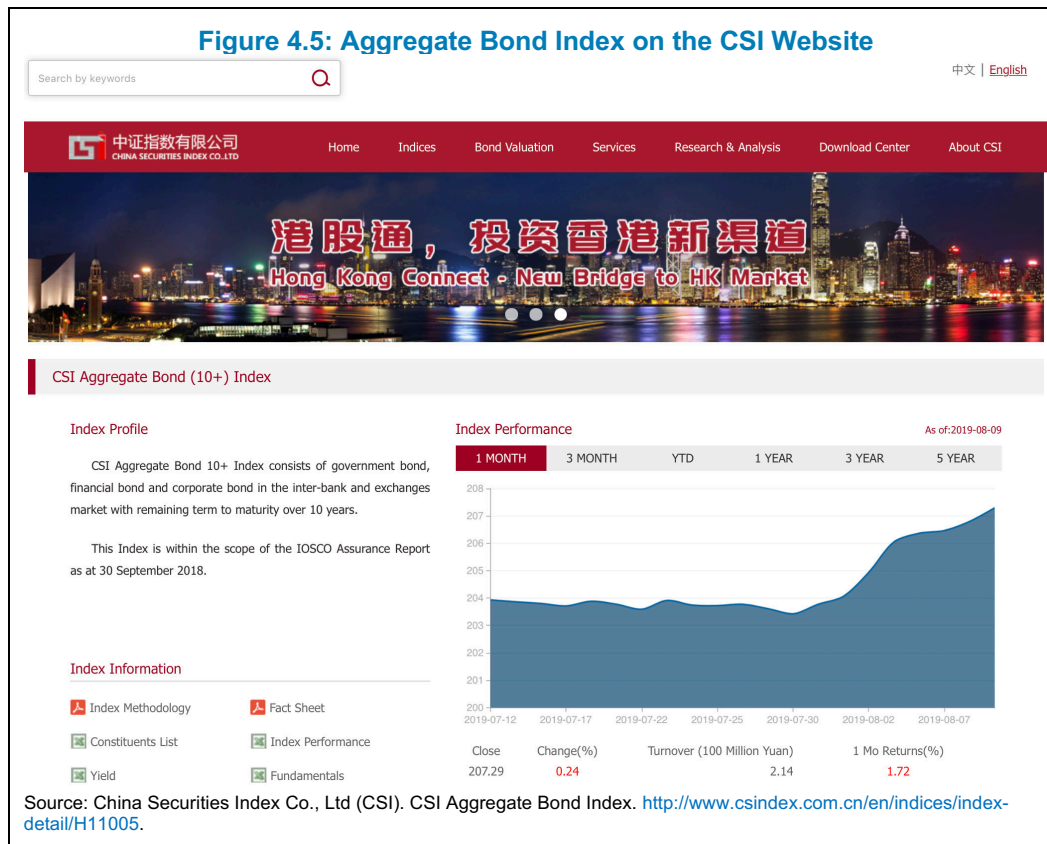 Figure 4.5: Aggregate Bond Index on the CSI Website
Search by keywords
中文 | English
中证指数有限公司
CHINA SECURITIES INDEX CO.,LTD
Home Indices Bond Valuation Services Research & Analysis Download Center About CSI
港股通，投资香港新渠道
Hong Kong Connect - New Bridge to HK Market
CSI Aggregate Bond (10+) Index
Index Profile
CSI Aggregate Bond 10+ Index consists of government bond,
financial bond and corporate bond in the inter-bank and exchanges
market with remaining term to maturity over 10 years.
This Index is within the scope of the IOSCO Assurance Report
as at 30 September 2018.
Index Information
Index Methodology Fact Sheet
Constituents List Index Performance
Yield Fundamentals
Index Performance As of:2019-08-09
1 MONTH 3 MONTH YTD 1 YEAR 3 YEAR 5 YEAR
208
207
206
205
204
203
202
201
200
2019-07-12 2019-07-17 2019-07-22 2019-07-25 2019-07-30 2019-08-02 2019-08-07
Close Change(%) Turnover (100 Million Yuan) 1 Mo Returns(%)
207.29 0.24 2.14 1.72
Source: China Securities Index Co., Ltd (CSI). CSI Aggregate Bond Index. http://www.csindex.com.cn/en/indices/index-
detail/H11005.